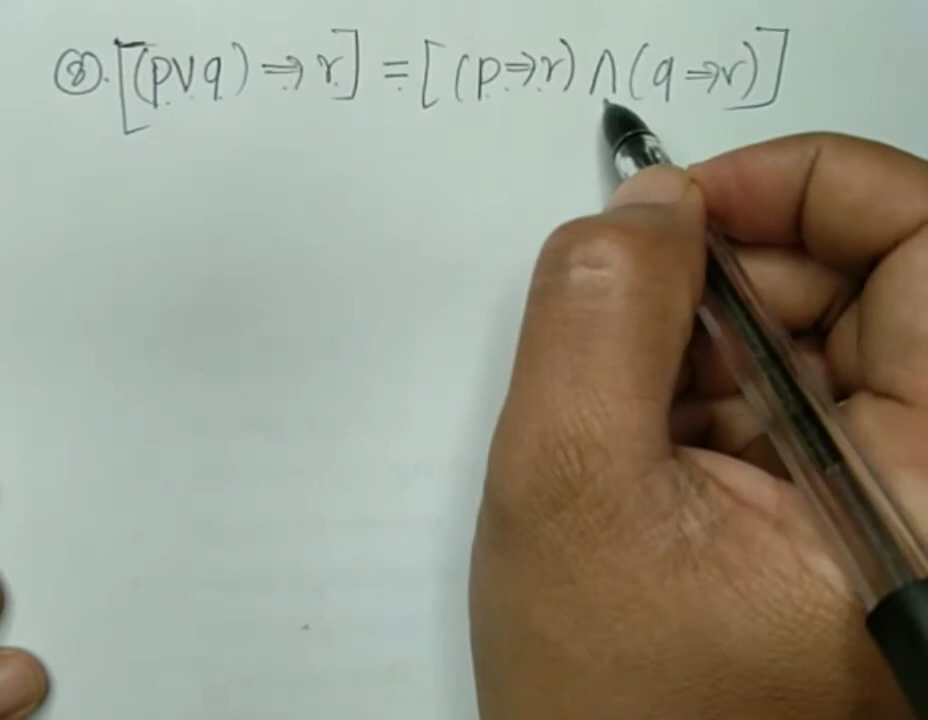 ⑧. [(p∨q) ⇒ r] = [(p⇒r) ∧ (q⇒r)]